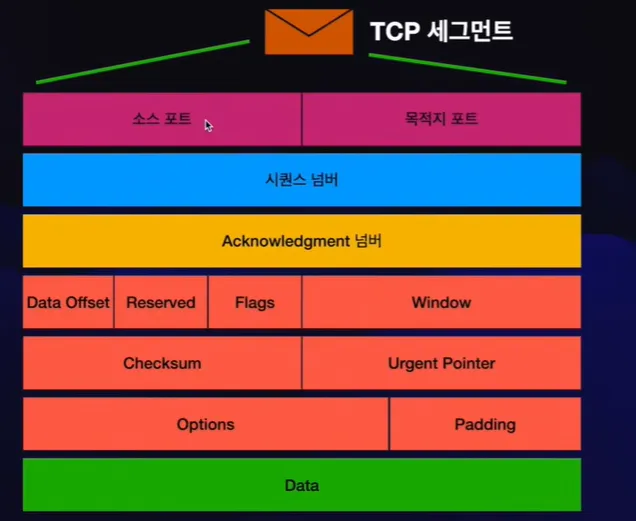 TCP 세그먼트
소스 포트 목적지 포트
시퀀스 넘버
Acknowledgment 넘버
Data Offset Reserved Flags Window
Checksum Urgent Pointer
Options Padding
Data